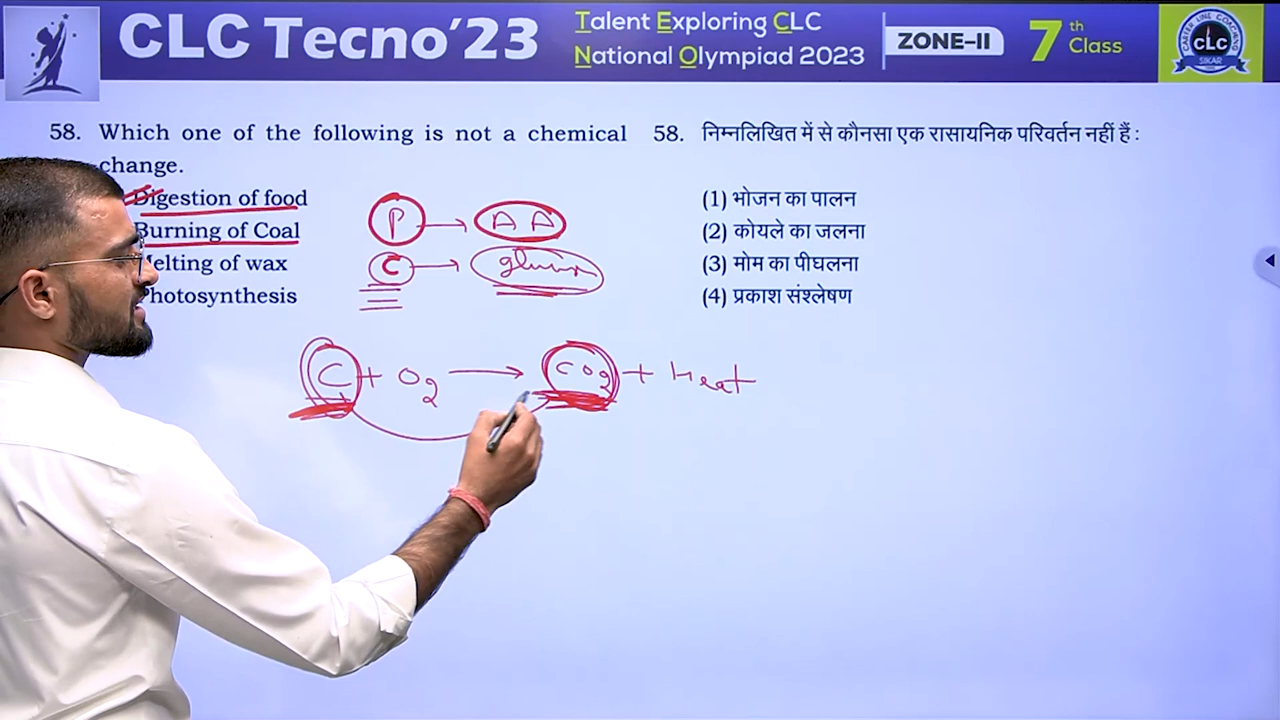 CLC Tecno'23
Talent Exploring CLC
National Olympiad 2023
ZONE–II
7th Class
CAREER LINE COACHING
CLC
SIKAR
58. Which one of the following is not a chemical
change.
Digestion of food
Burning of Coal
Melting of wax
Photosynthesis
58. निम्नलिखित में से कौनसा एक रासायनिक परिवर्तन नहीं हैं :
(1) भोजन का पालन
(2) कोयले का जलना
(3) मोम का पीघलना
(4) प्रकाश संश्लेषण
P → A A
C →
C + O2 → CO2 + Heat